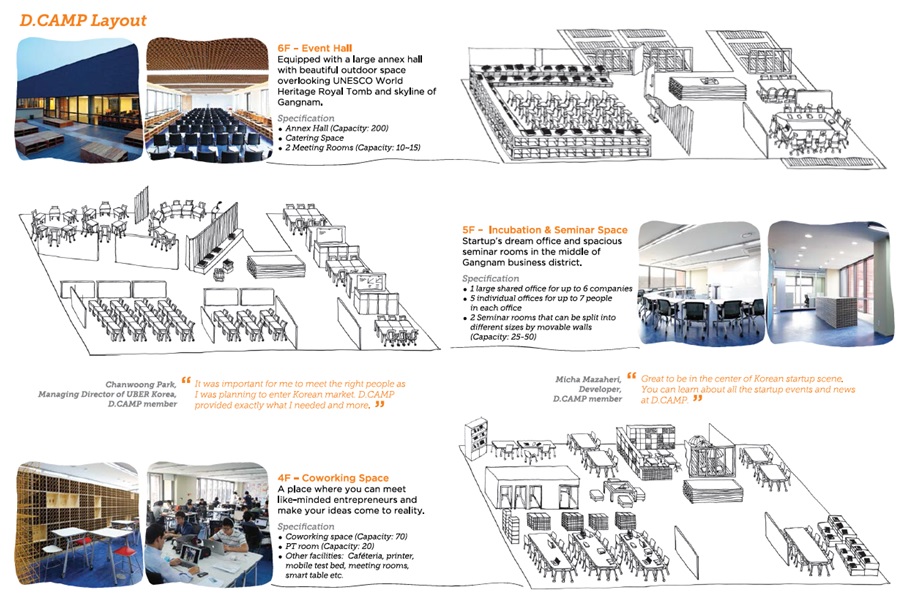 D.CAMP Layout
6F – Event Hall
Equipped with a large annex hall
with beautiful outdoor space
overlooking UNESCO World
Heritage Royal Tomb and skyline of
Gangnam.
Specification
• Annex Hall (Capacity: 200)
• Catering Space
• 2 Meeting Rooms (Capacity: 10~15)
5F – Incubation & Seminar Space
Startup's dream office and spacious
seminar rooms in the middle of
Gangnam business district.
Specification
• 1 large shared office for up to 6 companies
• 5 individual offices for up to 7 people
in each office
• 2 Seminar rooms that can be split into
different sizes by movable walls
(Capacity: 25~50)
Chanwoong Park,
Managing Director of UBER Korea,
D.CAMP member
“ It was important for me to meet the right people as
I was planning to enter Korean market. D.CAMP
provided exactly what I needed and more. ”
Micha Mazaheri,
Developer,
D.CAMP member
“ Great to be in the center of Korean startup scene.
You can learn about all the startup events and news
at D.CAMP. ”
4F – Coworking Space
A place where you can meet
like-minded entrepreneurs and
make your ideas come to reality.
Specification
• Coworking space (Capacity: 70)
• PT room (Capacity: 20)
• Other facilities: Caféteria, printer,
mobile test bed, meeting rooms,
smart table etc.